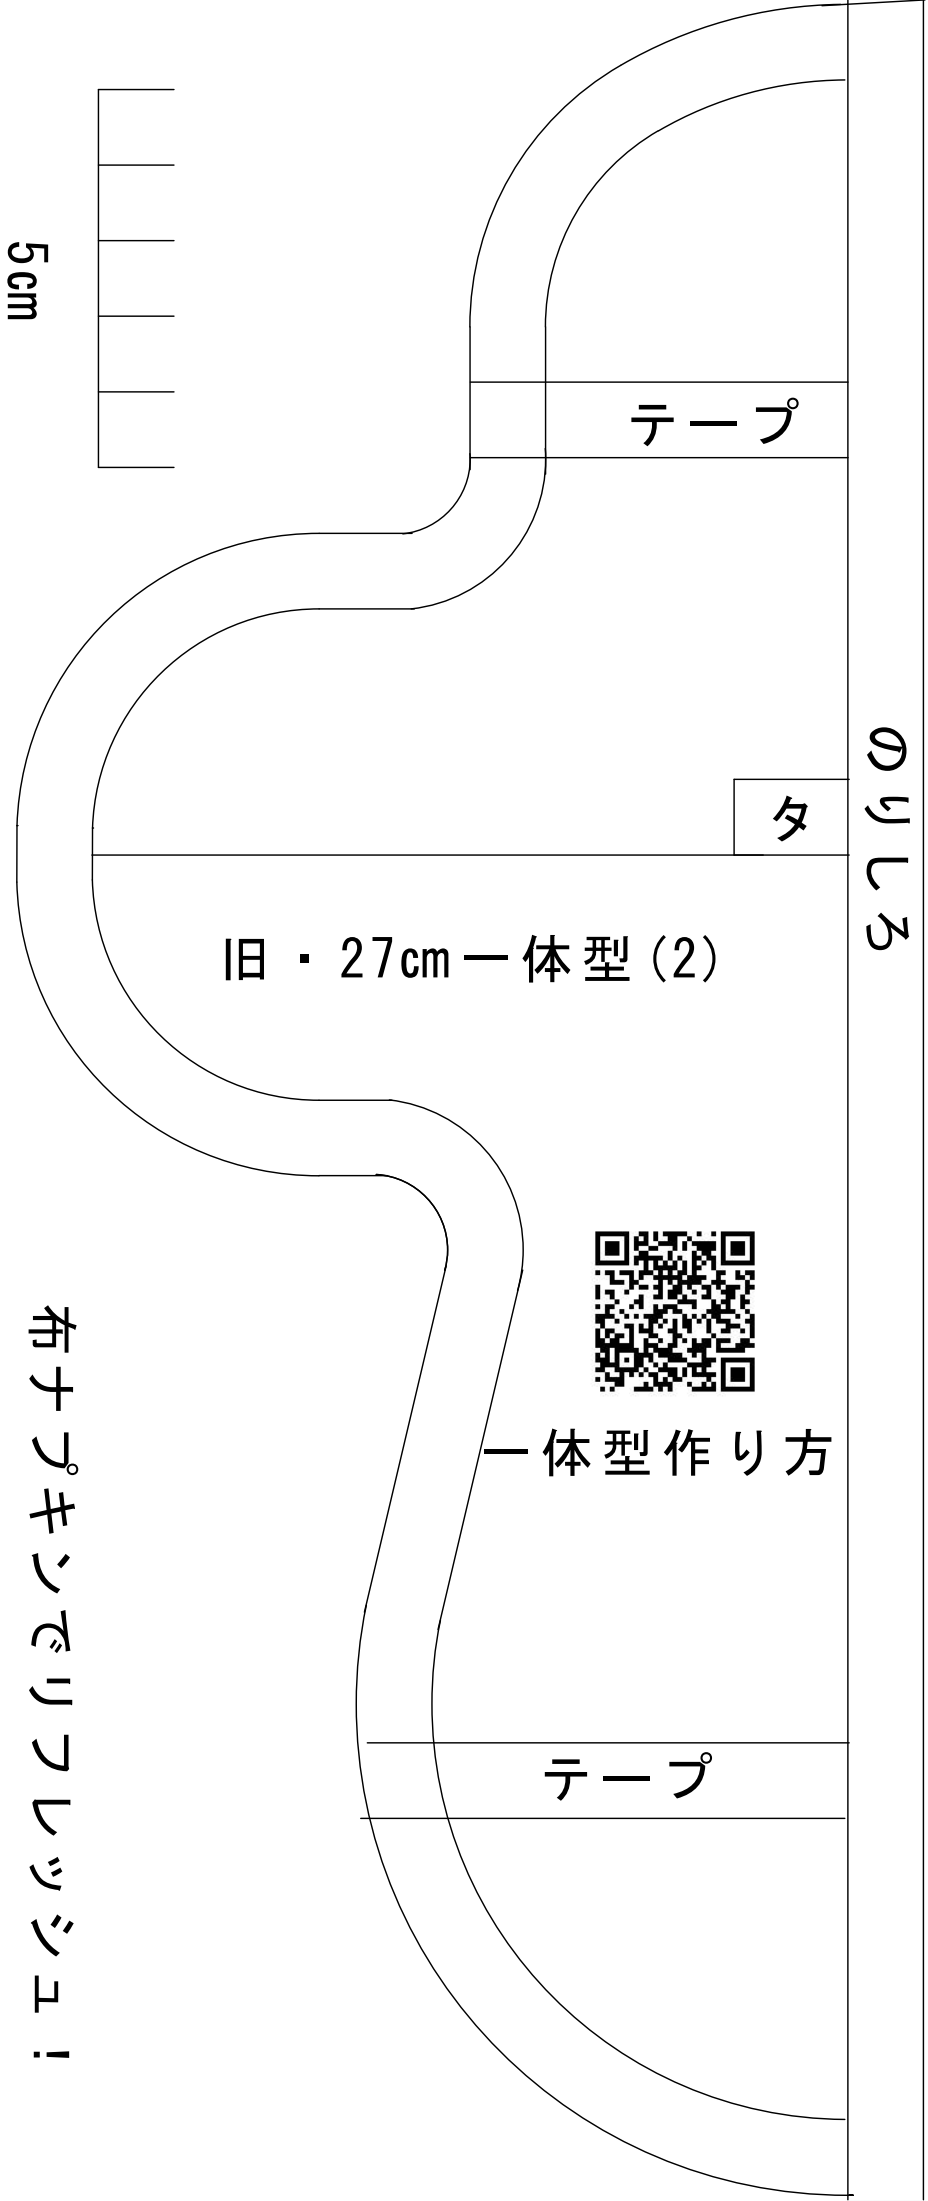 テープ
タ
旧・27cm一体型(2)
一体型作り方
テープ
のりしろ
5cm
布ナプキンでリフレッシュ!